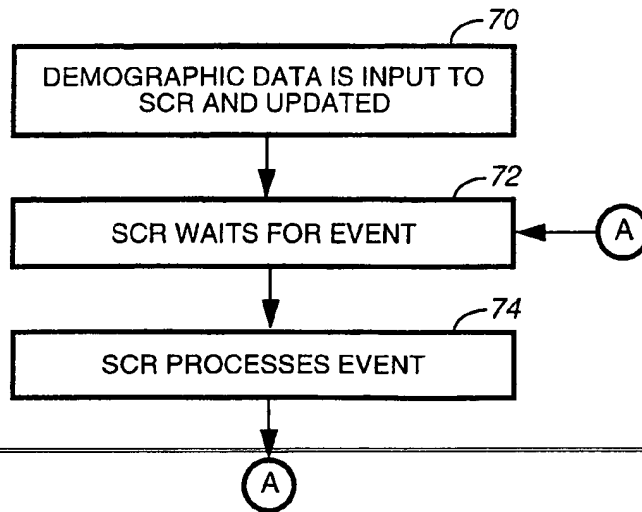 70
DEMOGRAPHIC DATA IS INPUT TO
SCR AND UPDATED
72
SCR WAITS FOR EVENT
A
74
SCR PROCESSES EVENT
A